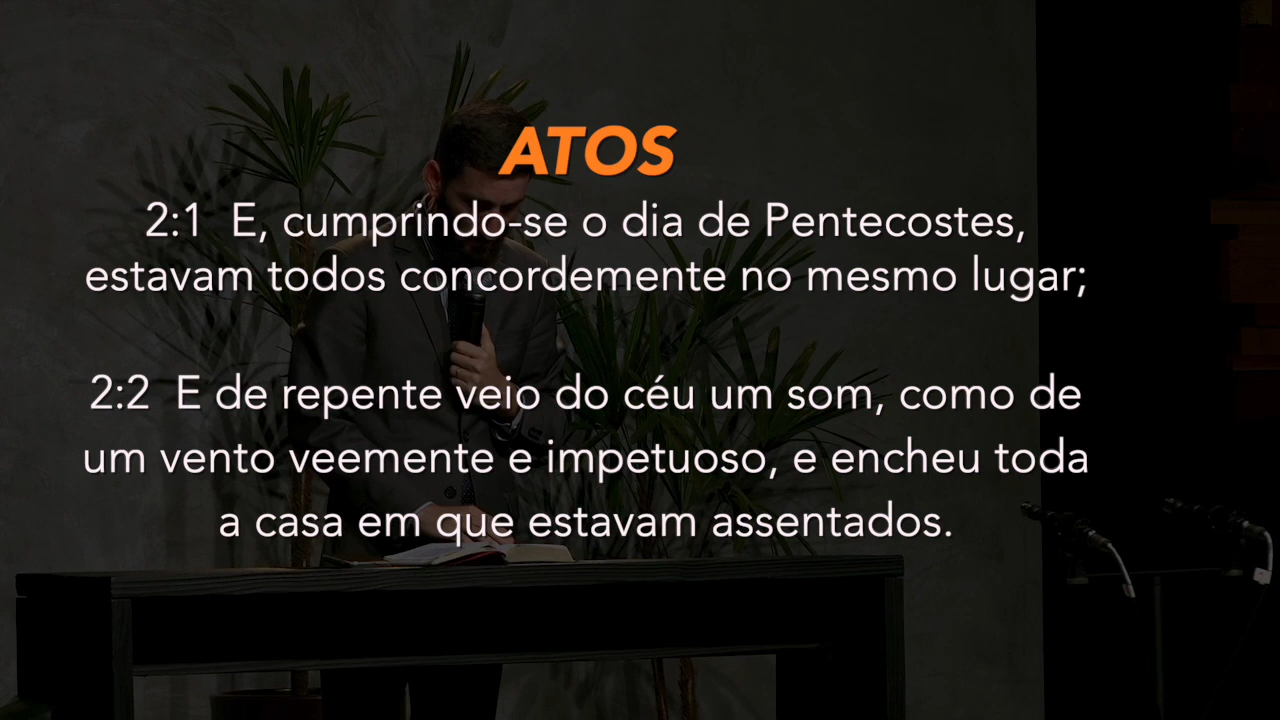 ATOS
2:1 E, cumprindo-se o dia de Pentecostes,
estavam todos concordemente no mesmo lugar;
2:2 E de repente veio do céu um som, como de
um vento veemente e impetuoso, e encheu toda
a casa em que estavam assentados.